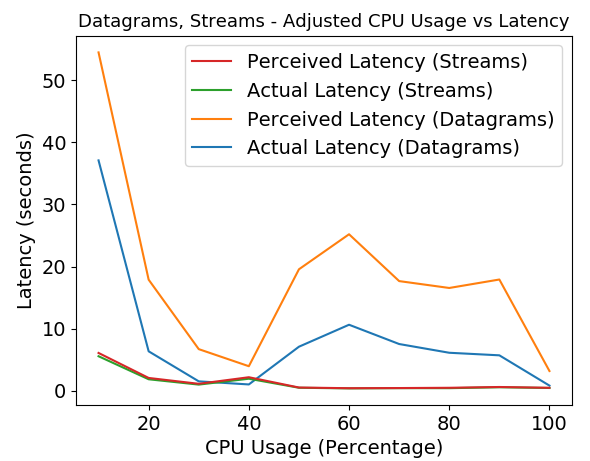 Datagrams, Streams - Adjusted CPU Usage vs Latency
Perceived Latency (Streams)
Actual Latency (Streams)
Perceived Latency (Datagrams)
Actual Latency (Datagrams)
Latency (seconds)
50
40
30
20
10
0
20
40
60
80
100
CPU Usage (Percentage)